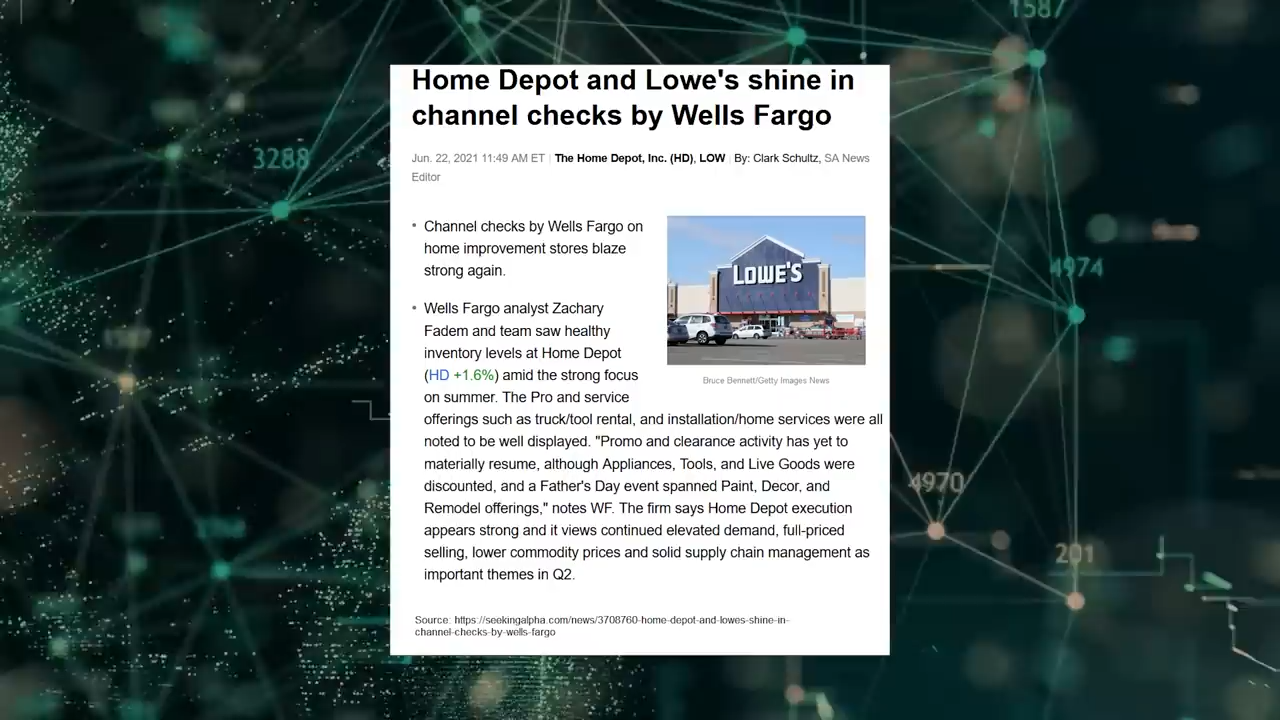 1587
3288
4974
4970
201
Home Depot and Lowe's shine in
channel checks by Wells Fargo
Jun. 22, 2021 11:49 AM ET | The Home Depot, Inc. (HD), LOW | By: Clark Schultz, SA News
Editor
• Channel checks by Wells Fargo on
home improvement stores blaze
strong again.
LOWE'S
Bruce Bennett/Getty Images News
• Wells Fargo analyst Zachary
Fadem and team saw healthy
inventory levels at Home Depot
(HD +1.6%) amid the strong focus
on summer. The Pro and service
offerings such as truck/tool rental, and installation/home services were all
noted to be well displayed. "Promo and clearance activity has yet to
materially resume, although Appliances, Tools, and Live Goods were
discounted, and a Father's Day event spanned Paint, Decor, and
Remodel offerings," notes WF. The firm says Home Depot execution
appears strong and it views continued elevated demand, full-priced
selling, lower commodity prices and solid supply chain management as
important themes in Q2.
Source: https://seekingalpha.com/news/3708760-home-depot-and-lowes-shine-in-
channel-checks-by-wells-fargo